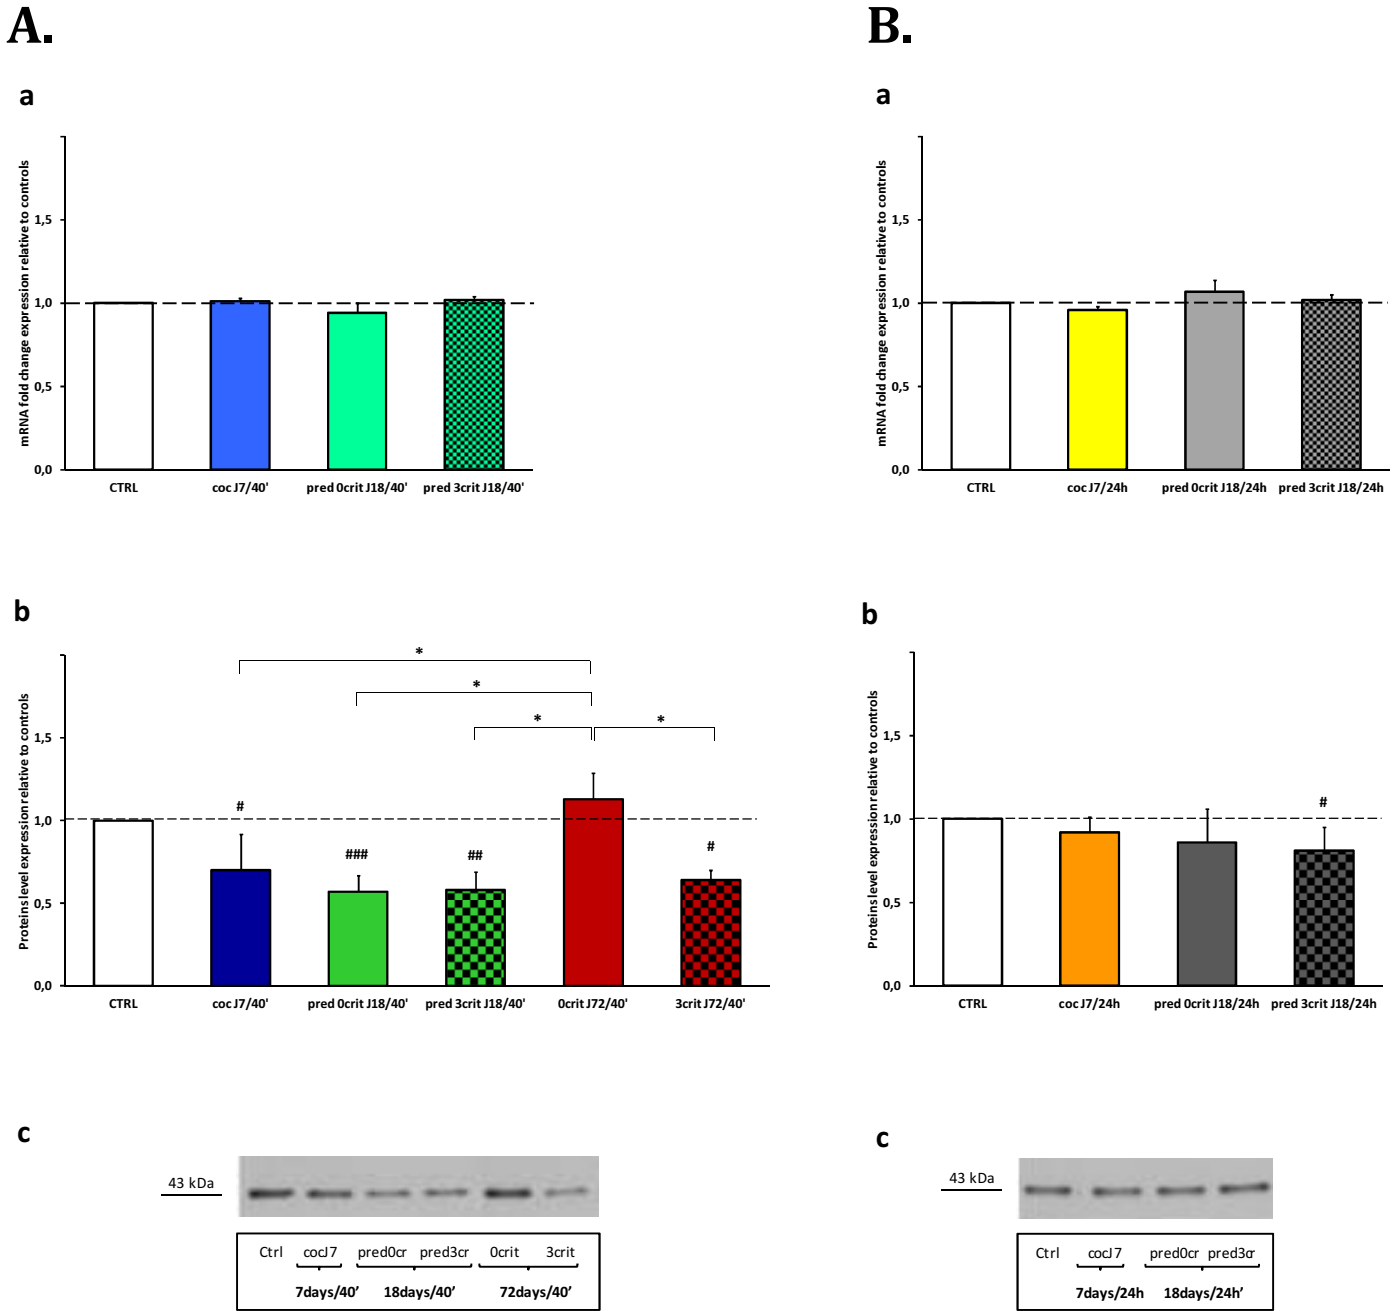 A.
a
mRNA fold change expression relative to controls
1,5
1,0
0,5
0,0
CTRL coc J7/40' pred 0crit J18/40' pred 3crit J18/40'
b
Proteins level expression relative to controls
1,5
1,0
0,5
0,0
*
*
* *
# ### ## #
CTRL coc J7/40' pred 0crit J18/40' pred 3crit J18/40' 0crit J72/40' 3crit J72/40'
c
43 kDa
Ctrl cocJ7 pred0cr pred3cr 0crit 3crit
7days/40’ 18days/40’ 72days/40’
B.
a
mRNA fold change expression relative to controls
1,5
1,0
0,5
0,0
CTRL coc J7/24h pred 0crit J18/24h pred 3crit J18/24h
b
Proteins level expression relative to controls
1,5
1,0
0,5
0,0
#
CTRL coc J7/24h pred 0crit J18/24h pred 3crit J18/24h
c
43 kDa
Ctrl cocJ7 pred0cr pred3cr
7days/24h 18days/24h’